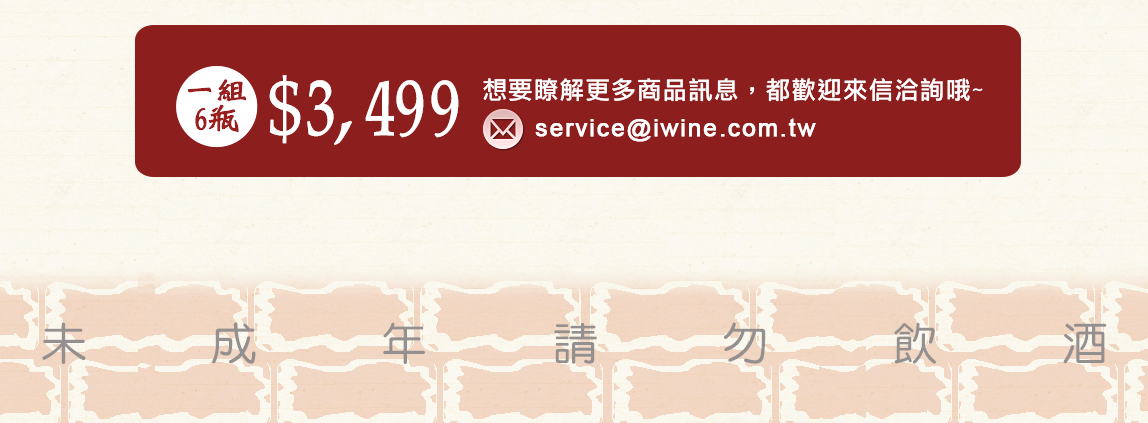 一組
6瓶
$3,499
想要瞭解更多商品訊息，都歡迎來信洽詢哦~
service@iwine.com.tw
未成年請勿飲酒